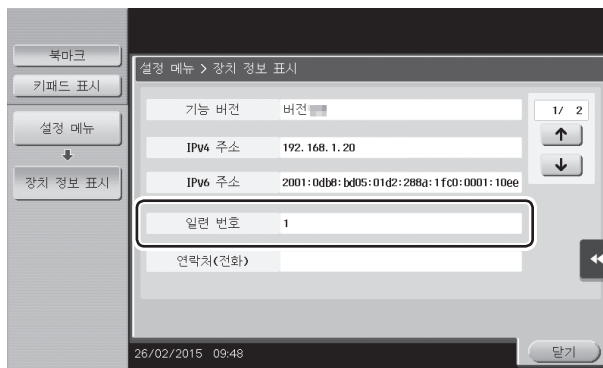 북마크
키패드 표시
설정 메뉴
장치 정보 표시
설정 메뉴 > 장치 정보 표시
기능 버전 버전
IPv4 주소 192.168.1.20
IPv6 주소 2001:0db8:bd05:01d2:288a:1fc0:0001:10ee
일련 번호 1
연락처(전화)
1/ 2
26/02/2015 09:48
닫기